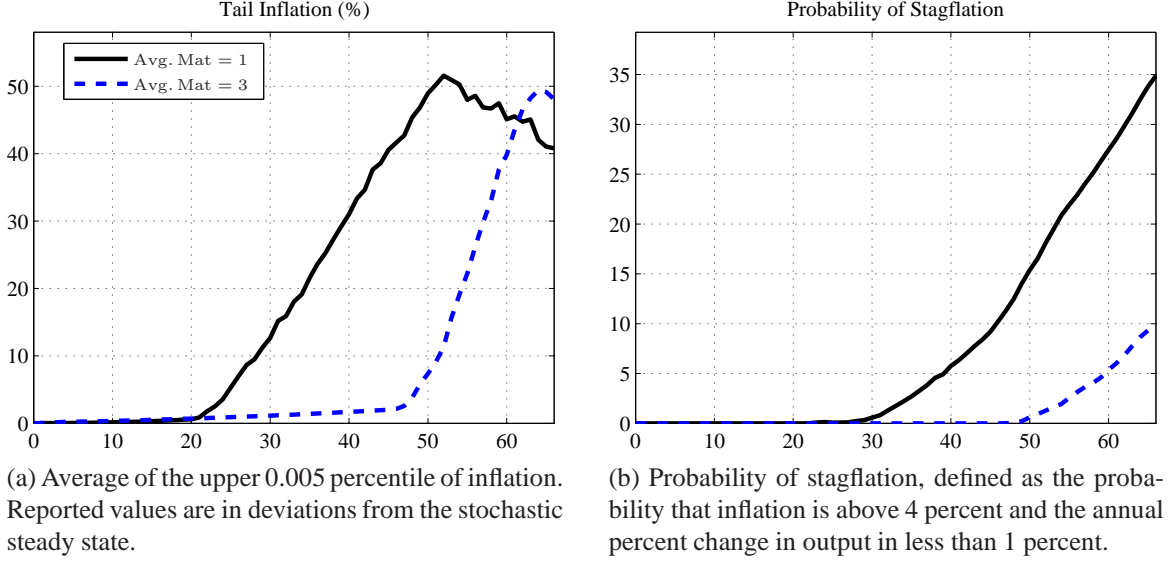 Tail Inflation (%)
Avg. Mat = 1
Avg. Mat = 3
50
40
30
20
10
0
0 10 20 30 40 50 60
(a) Average of the upper 0.005 percentile of inflation.
Reported values are in deviations from the stochastic
steady state.
Probability of Stagflation
35
30
25
20
15
10
5
0
0 10 20 30 40 50 60
(b) Probability of stagflation, defined as the proba-
bility that inflation is above 4 percent and the annual
percent change in output in less than 1 percent.